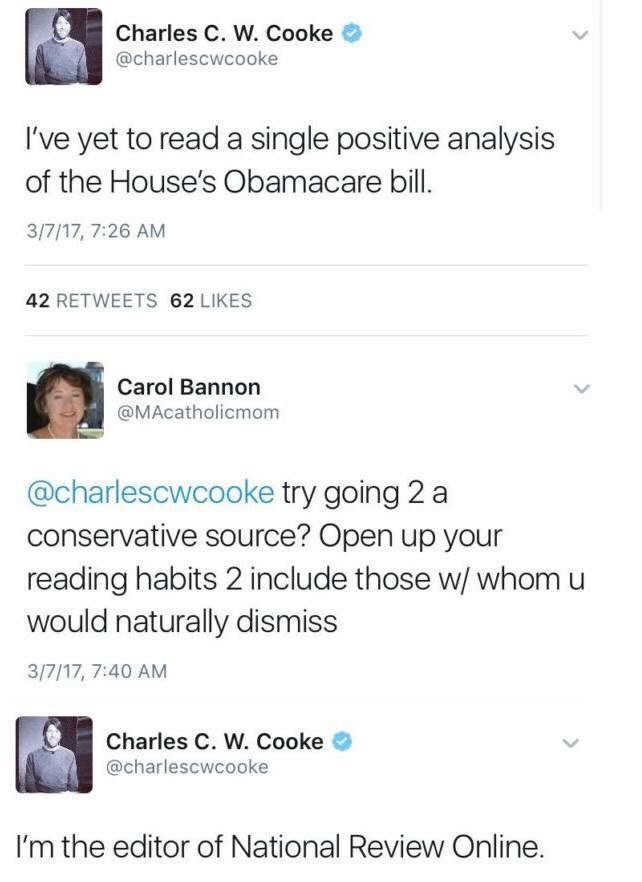 Charles C. W. Cooke
@charlescwcooke
I've yet to read a single positive analysis
of the House's Obamacare bill.
3/7/17, 7:26 AM
42 RETWEETS 62 LIKES
Carol Bannon
@MAcatholicmom
@charlescwcooke try going 2 a
conservative source? Open up your
reading habits 2 include those w/ whom u
would naturally dismiss
3/7/17, 7:40 AM
Charles C. W. Cooke
@charlescwcooke
I'm the editor of National Review Online.